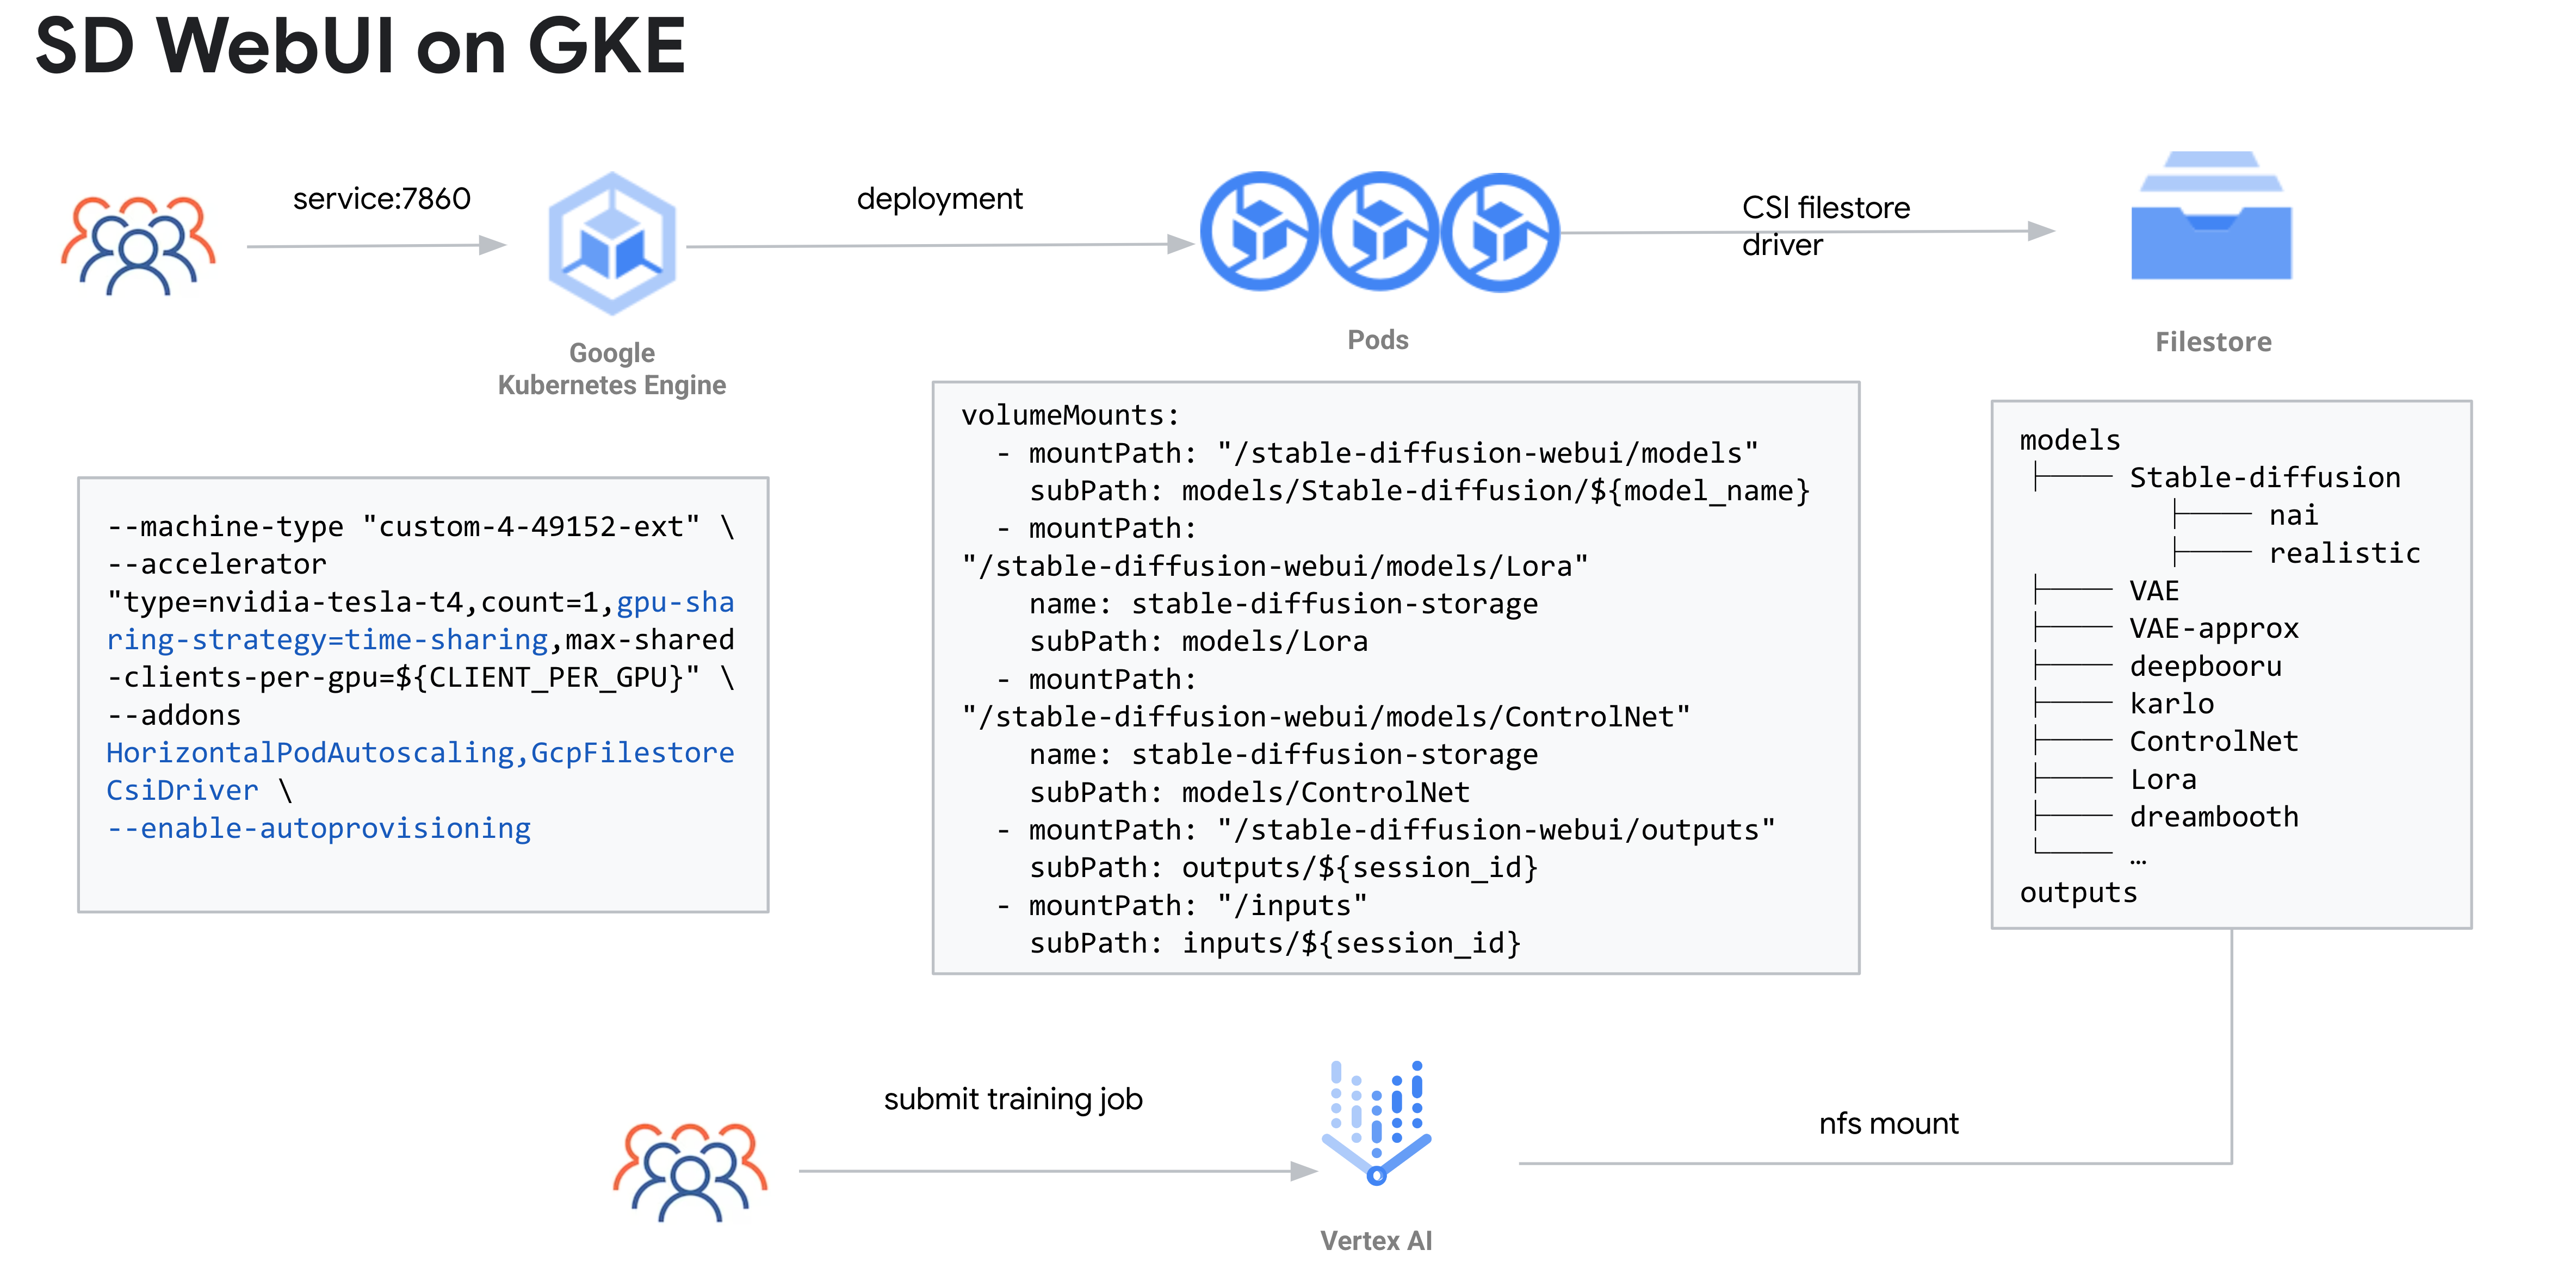 SD WebUI on GKE
service:7860
deployment
CSI filestore
driver
Google
Kubernetes Engine
Pods
Filestore
--machine-type "custom-4-49152-ext" \
--accelerator
"type=nvidia-tesla-t4,count=1,gpu-sha
ring-strategy=time-sharing,max-shared
-clients-per-gpu=${CLIENT_PER_GPU}" \
--addons
HorizontalPodAutoscaling,GcpFilestore
CsiDriver \
--enable-autoprovisioning
volumeMounts:
  - mountPath: "/stable-diffusion-webui/models"
    subPath: models/Stable-diffusion/${model_name}
  - mountPath:
"/stable-diffusion-webui/models/Lora"
    name: stable-diffusion-storage
    subPath: models/Lora
  - mountPath:
"/stable-diffusion-webui/models/ControlNet"
    name: stable-diffusion-storage
    subPath: models/ControlNet
  - mountPath: "/stable-diffusion-webui/outputs"
    subPath: outputs/${session_id}
  - mountPath: "/inputs"
    subPath: inputs/${session_id}
models
├──── Stable-diffusion
        ├──── nai
        ├──── realistic
├──── VAE
├──── VAE-approx
├──── deepbooru
├──── karlo
├──── ControlNet
├──── Lora
├──── dreambooth
└──── …
outputs
submit training job
nfs mount
Vertex AI